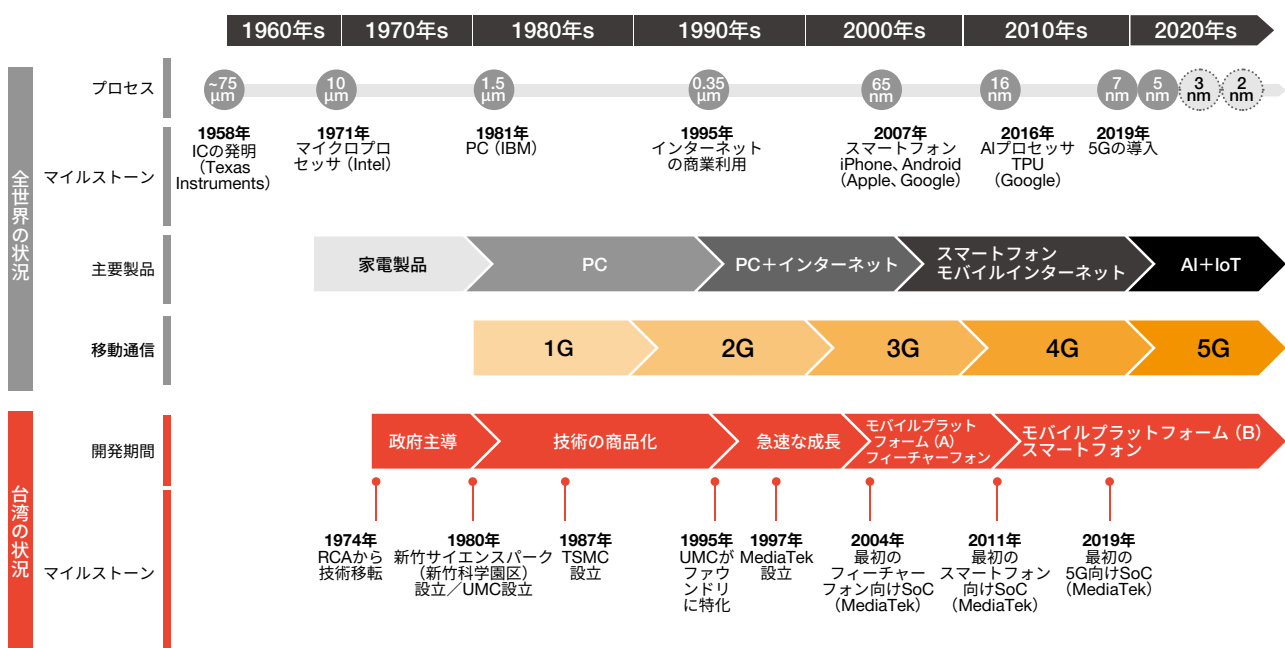 1960年s
1970年s
1980年s
1990年s
2000年s
2010年s
2020年s
全世界の状況
プロセス
~75
μm
10
μm
1.5
μm
0.35
μm
65
nm
16
nm
7
nm
5
nm
3
nm
2
nm
マイルストーン
1958年
ICの発明
(Texas
Instruments)
1971年
マイクロプロ
セッサ(Intel)
1981年
PC(IBM)
1995年
インターネット
の商業利用
2007年
スマートフォン
iPhone、Android
(Apple、Google)
2016年
AIプロセッサ
TPU
(Google)
2019年
5Gの導入
主要製品
家電製品
PC
PC+インターネット
スマートフォン
モバイルインターネット
AI+IoT
移動通信
1G
2G
3G
4G
5G
台湾の状況
開発期間
政府主導
技術の商品化
急速な成長
モバイルプラット
フォーム(A)
フィーチャーフォン
モバイルプラットフォーム(B)
スマートフォン
マイルストーン
1974年
RCAから
技術移転
1980年
新竹サイエンスパーク
(新竹科学園区)
設立/UMC設立
1987年
TSMC
設立
1995年
UMCが
ファウ
ンドリ
に特化
1997年
MediaTek
設立
2004年
最初の
フィーチャー
フォン向けSoC
(MediaTek)
2011年
最初の
スマートフォン
向けSoC
(MediaTek)
2019年
最初の
5G向けSoC
(MediaTek)